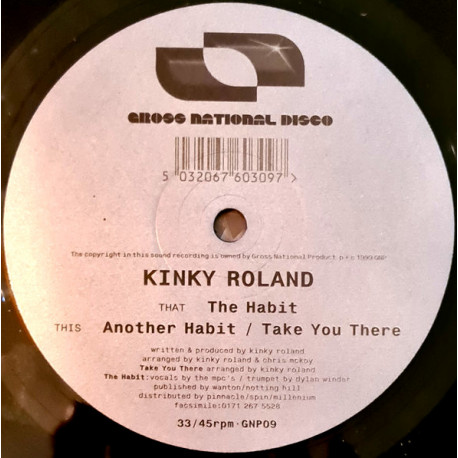 GROSS NATIONAL DISCO
5 032067 603097 >
The copyright in this sound recording is owned by Gross National Product. p+c 1999
KINKY ROLAND
THAT The Habit
THIS Another Habit / Take You There
written & produced by kinky roland
arranged by kinky roland & chris mckoy
Take You There arranged by kinky roland
The Habit:vocals by the mpc's / trumpet by dylan winder
published by wanton/notting hill
distributed by pinnacle/spin/millenium
facsimile:0171 267 5528
33/45rpm·GNP09